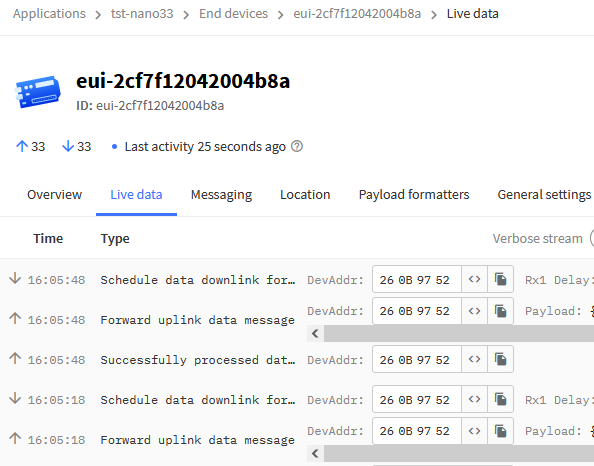 Applications > tst-nano33 > End devices > eui-2cf7f12042004b8a > Live data
eui-2cf7f12042004b8a
ID: eui-2cf7f12042004b8a
33 33 • Last activity 25 seconds ago
Overview Live data Messaging Location Payload formatters General settings
Time Type Verbose stream
16:05:48 Schedule data downlink for… DevAddr: 26 0B 97 52 <> Rx1 Delay:
16:05:48 Forward uplink data message DevAddr: 26 0B 97 52 <> Payload: {
16:05:48 Successfully processed dat… DevAddr: 26 0B 97 52 <>
16:05:18 Schedule data downlink for… DevAddr: 26 0B 97 52 <> Rx1 Delay:
16:05:18 Forward uplink data message DevAddr: 26 0B 97 52 <> Payload: {